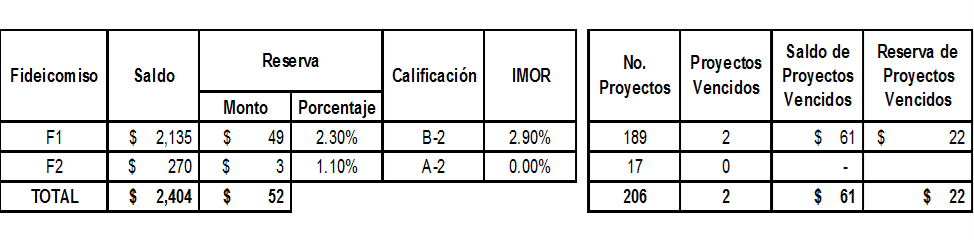 Fideicomiso Saldo Reserva Calificación IMOR No. Proyectos Proyectos Vencidos Saldo de Proyectos Vencidos Reserva de Proyectos Vencidos
Monto Porcentaje
F1 $ 2,135 $ 49 2.30% B-2 2.90% 189 2 $ 61 $ 22
F2 $ 270 $ 3 1.10% A-2 0.00% 17 0 -
TOTAL $ 2,404 $ 52 206 2 $ 61 $ 22